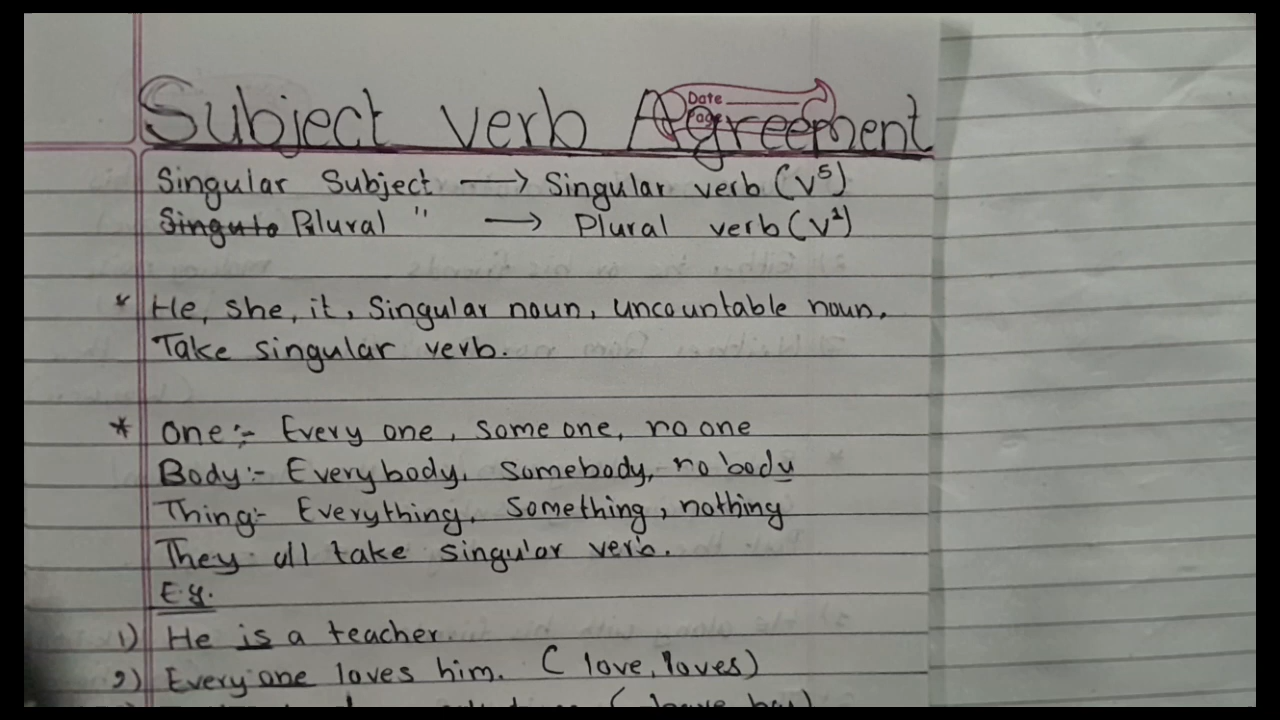 Date
Page
Subject verb Agreement
Singular Subject → Singular verb (V⁵)
Singula Plural " → Plural verb (V¹)
* He, she, it, Singular noun, uncountable noun,
Take singular verb.
* One:- Every one, some one, no one
Body:- Everybody, Somebody, no body
Thing:- Everything, Something, nothing
They all take singular verb.
E.g.
1) He is a teacher
2) Every one loves him. ( love, loves)